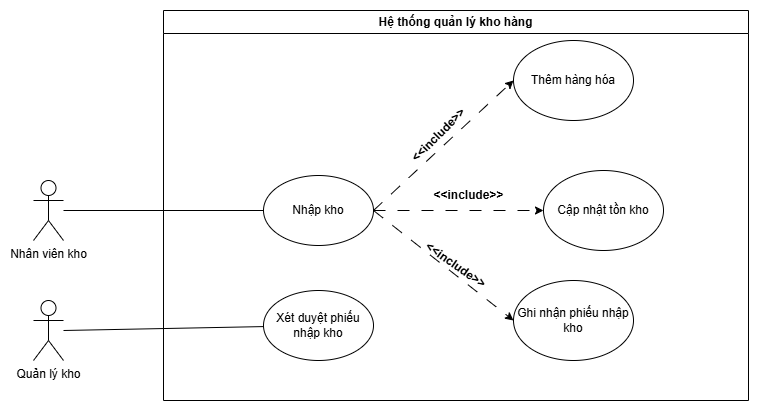 Hệ thống quản lý kho hàng
Thêm hàng hóa
<<include>>
<<include>>
Nhập kho
Cập nhật tồn kho
Nhân viên kho
<<include>>
Xét duyệt phiếu
nhập kho
Ghi nhận phiếu nhập
kho
Quản lý kho